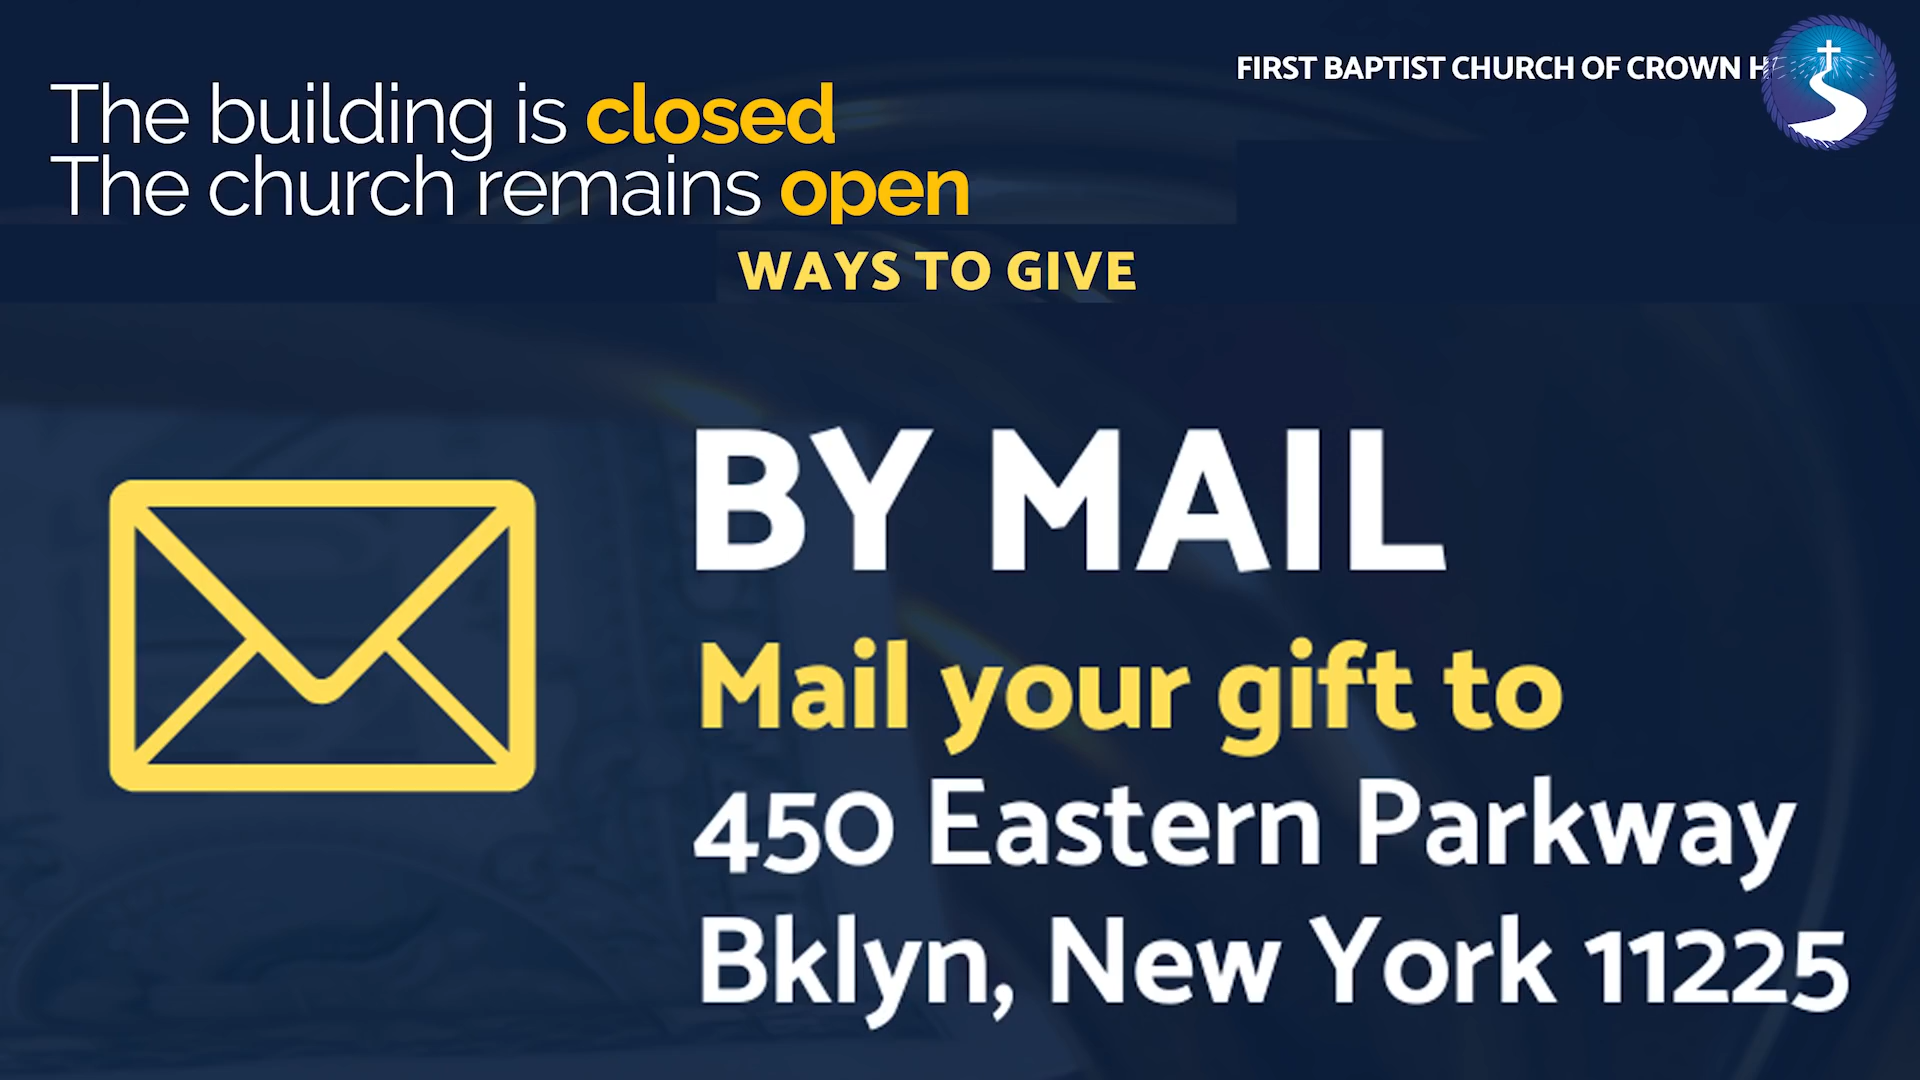 The building is closed
The church remains open
FIRST BAPTIST CHURCH OF CROWN
WAYS TO GIVE
BY MAIL
Mail your gift to
450 Eastern Parkway
Bklyn, New York 11225